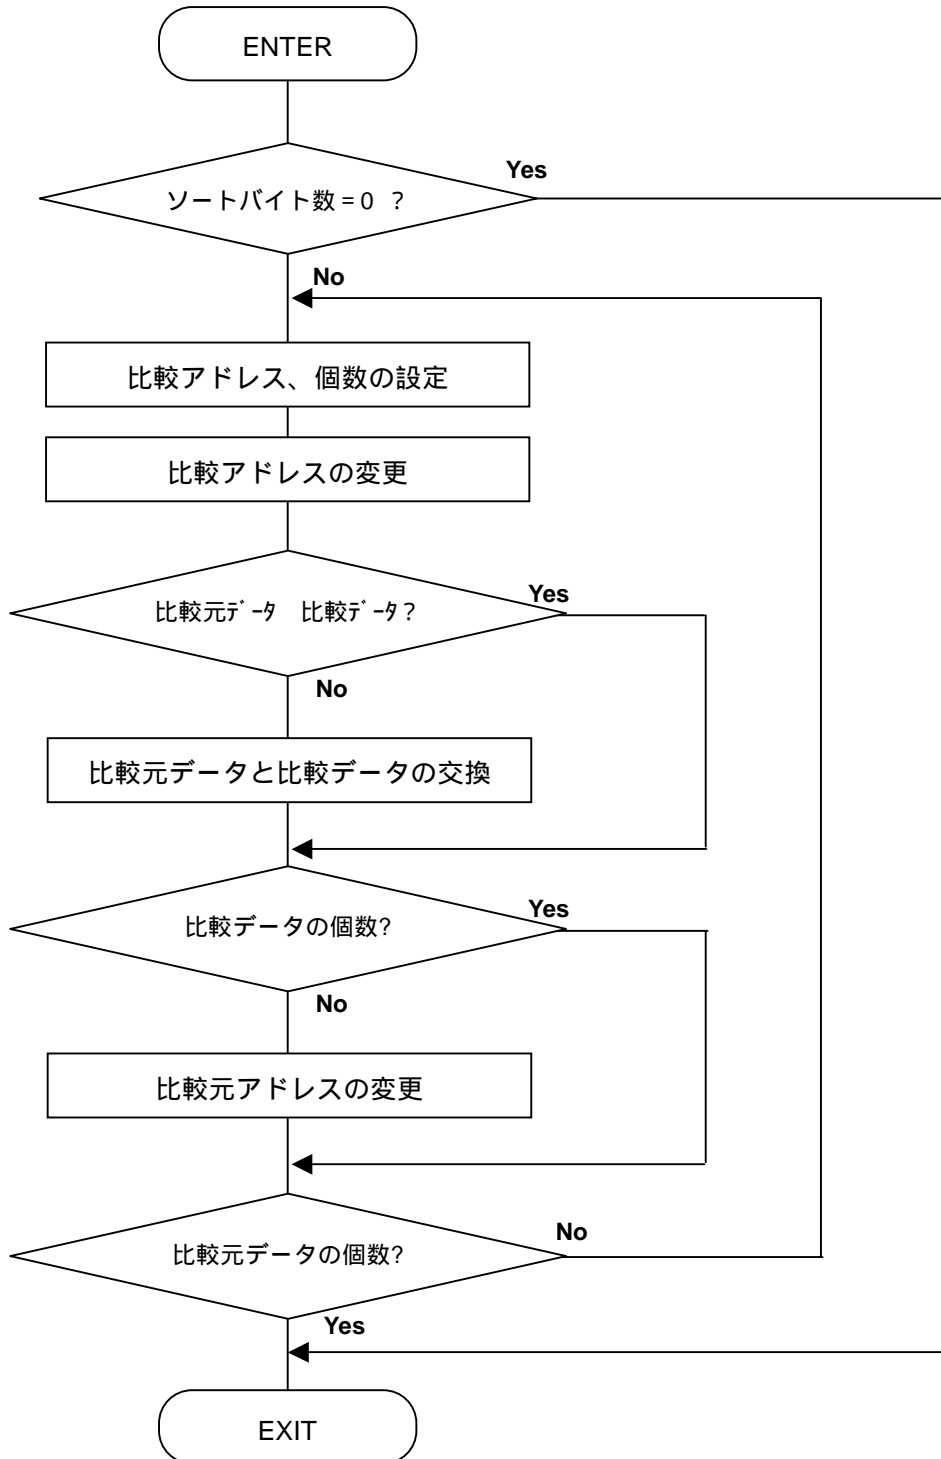 ENTER
Yes
ソートバイト数 = 0 ?
No
比較アドレス、個数の設定
比較アドレスの変更
Yes
比較元ﾃﾞｰﾀ　比較ﾃﾞｰﾀ?
No
比較元データと比較データの交換
Yes
比較データの個数?
No
比較元アドレスの変更
No
比較元データの個数?
Yes
EXIT